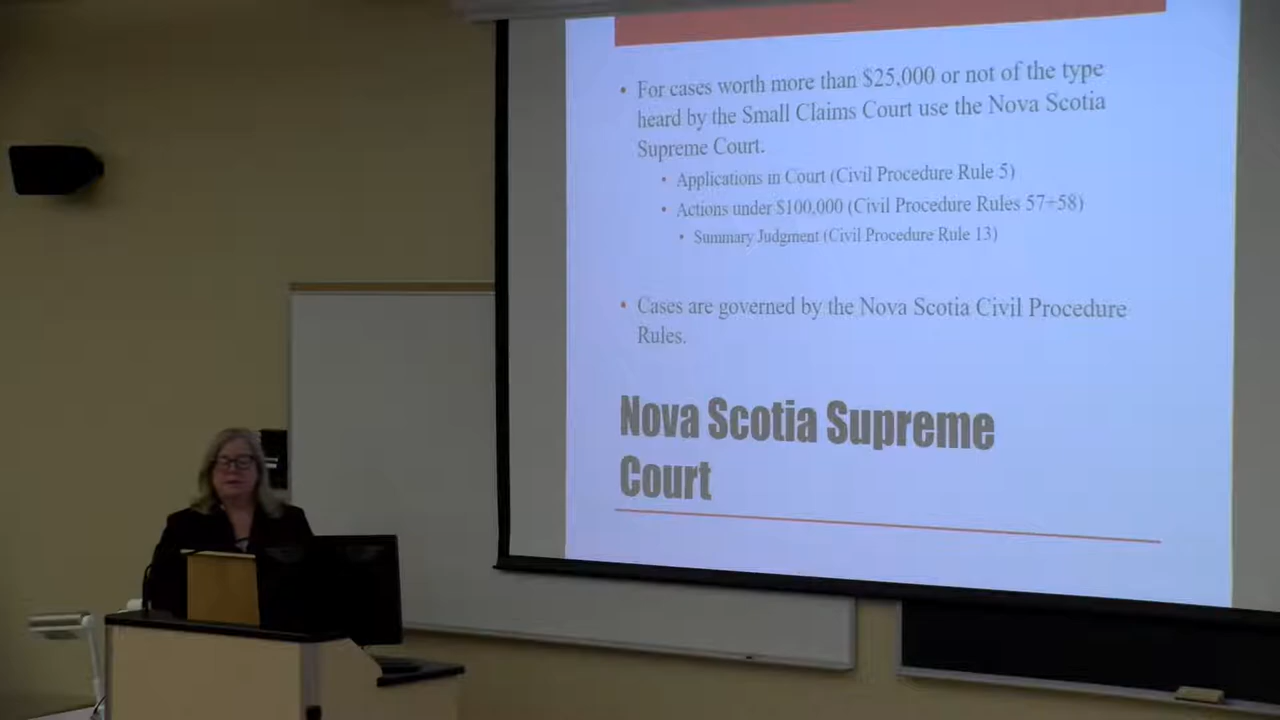 • For cases worth more than $25,000 or not of the type
heard by the Small Claims Court use the Nova Scotia
Supreme Court.
• Applications in Court (Civil Procedure Rule 5)
• Actions under $100,000 (Civil Procedure Rules 57+58)
• Summary Judgment (Civil Procedure Rule 13)
• Cases are governed by the Nova Scotia Civil Procedure
Rules.
Nova Scotia Supreme
Court